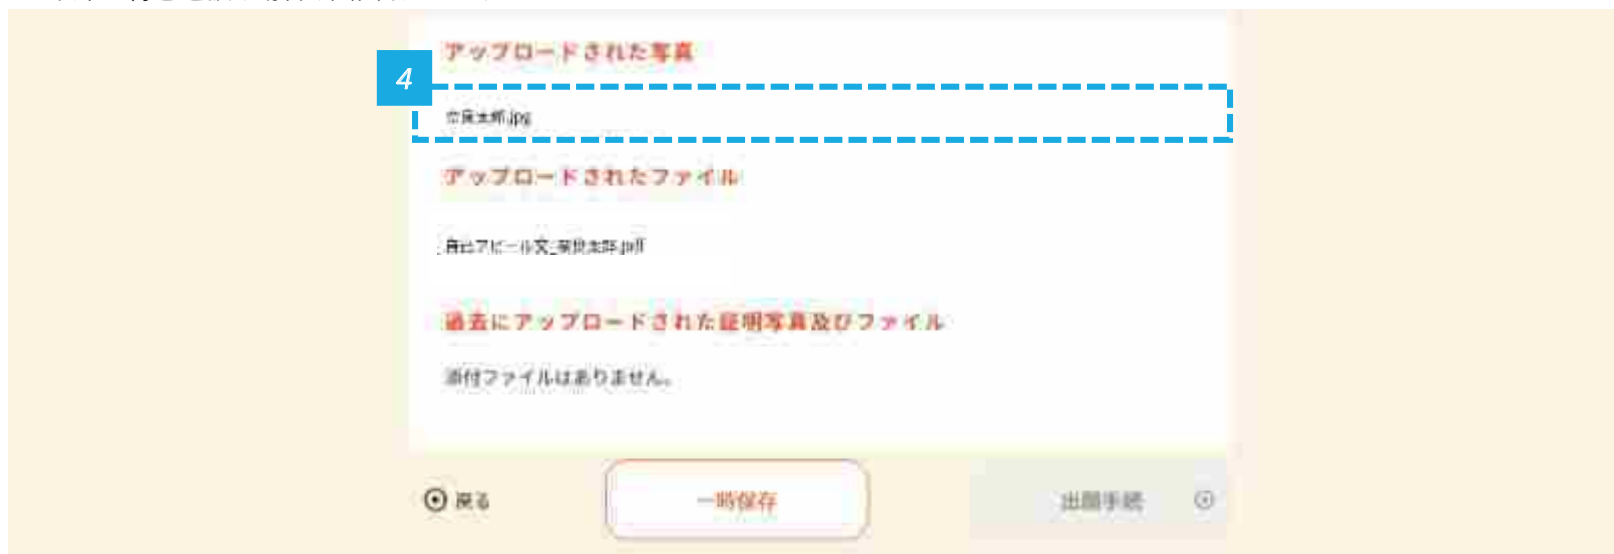 アップロードされた写真
4
太郎.jpg
アップロードされたファイル
自己アピール文_太郎.pdf
過去にアップロードされた証明写真及びファイル
添付ファイルはありません。
戻る
一時保存
出願手続